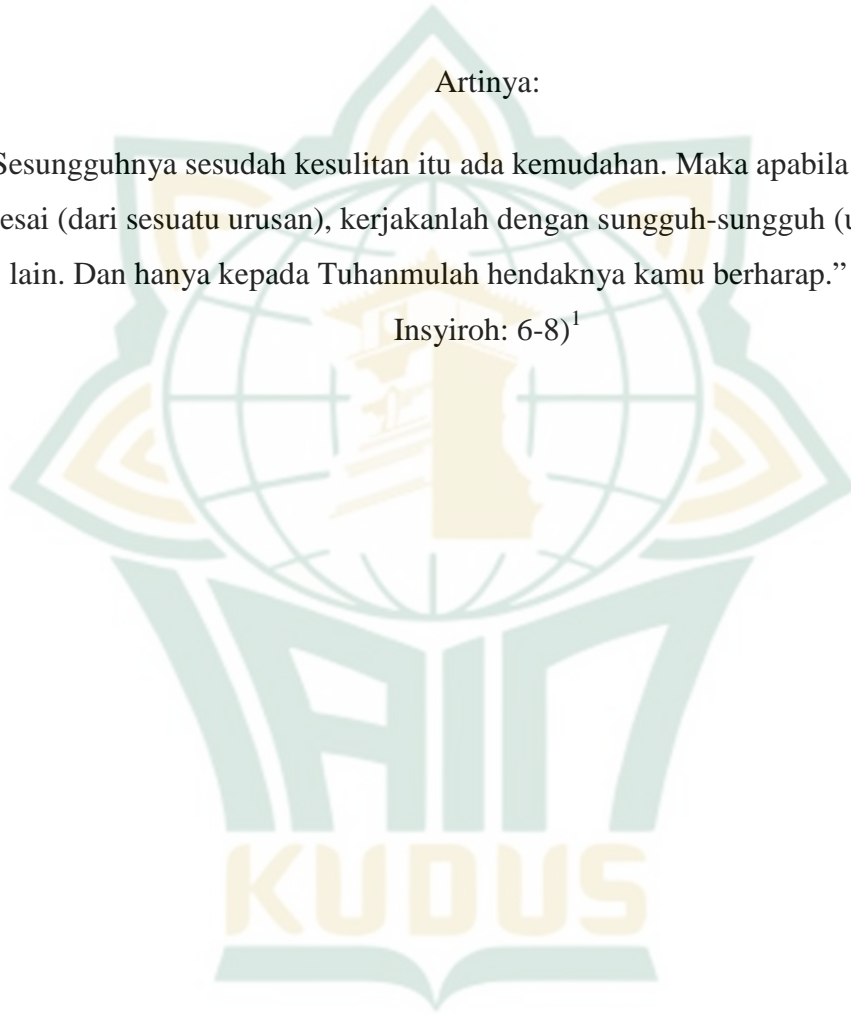 Artinya:
Sesungguhnya sesudah kesulitan itu ada kemudahan. Maka apabila
esai (dari sesuatu urusan), kerjakanlah dengan sungguh-sungguh (u
lain. Dan hanya kepada Tuhanmulah hendaknya kamu berharap.”
Insyiroh: 6-8)1
IAIN
KUDUS